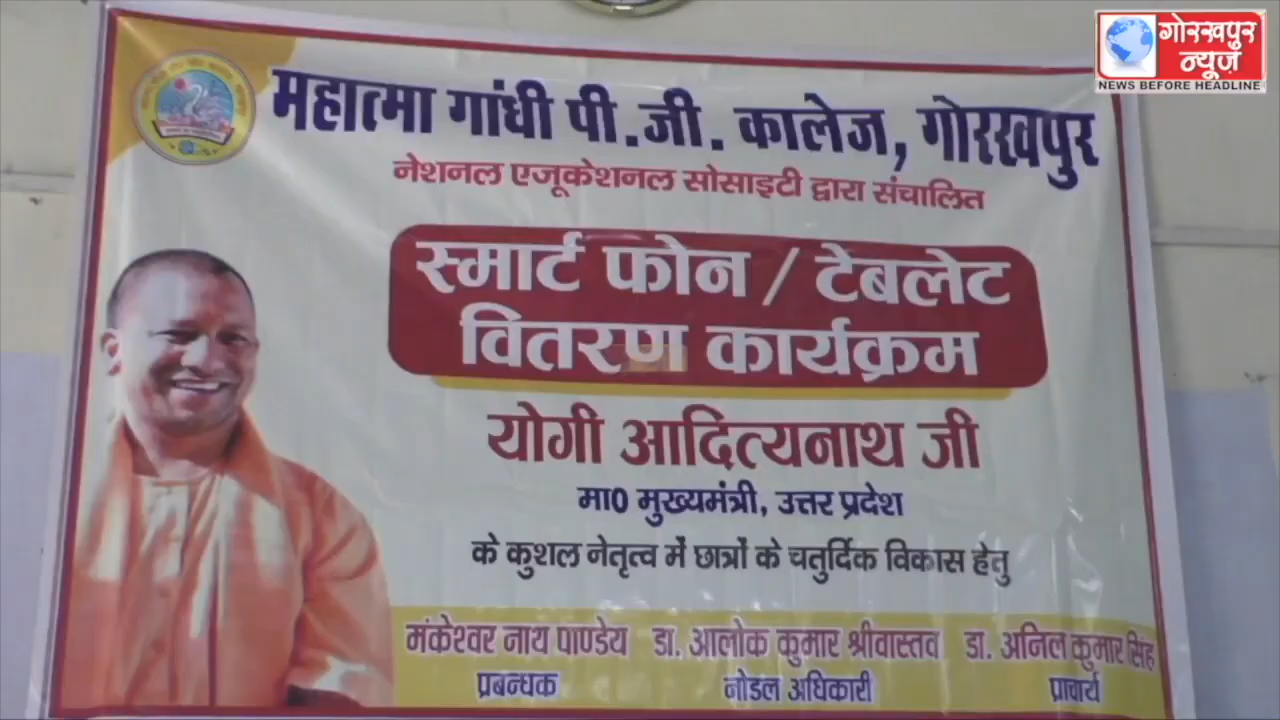 गोरखपुर
न्यूज़
NEWS BEFORE HEADLINE
महात्मा गांधी पी.जी. कालेज, गोरखपुर
नेशनल एजूकेशनल सोसाइटी द्वारा संचालित
स्मार्ट फोन / टेबलेट
वितरण कार्यक्रम
योगी आदित्यनाथ जी
मा0 मुख्यमंत्री, उत्तर प्रदेश
के कुशल नेतृत्व में छात्रों के चतुर्दिक विकास हेतु
मंकेश्वर नाथ पाण्डेय डा. आलोक कुमार श्रीवास्तव डा. अनिल कुमार सिंह
प्रबन्धक नोडल अधिकारी प्राचार्य